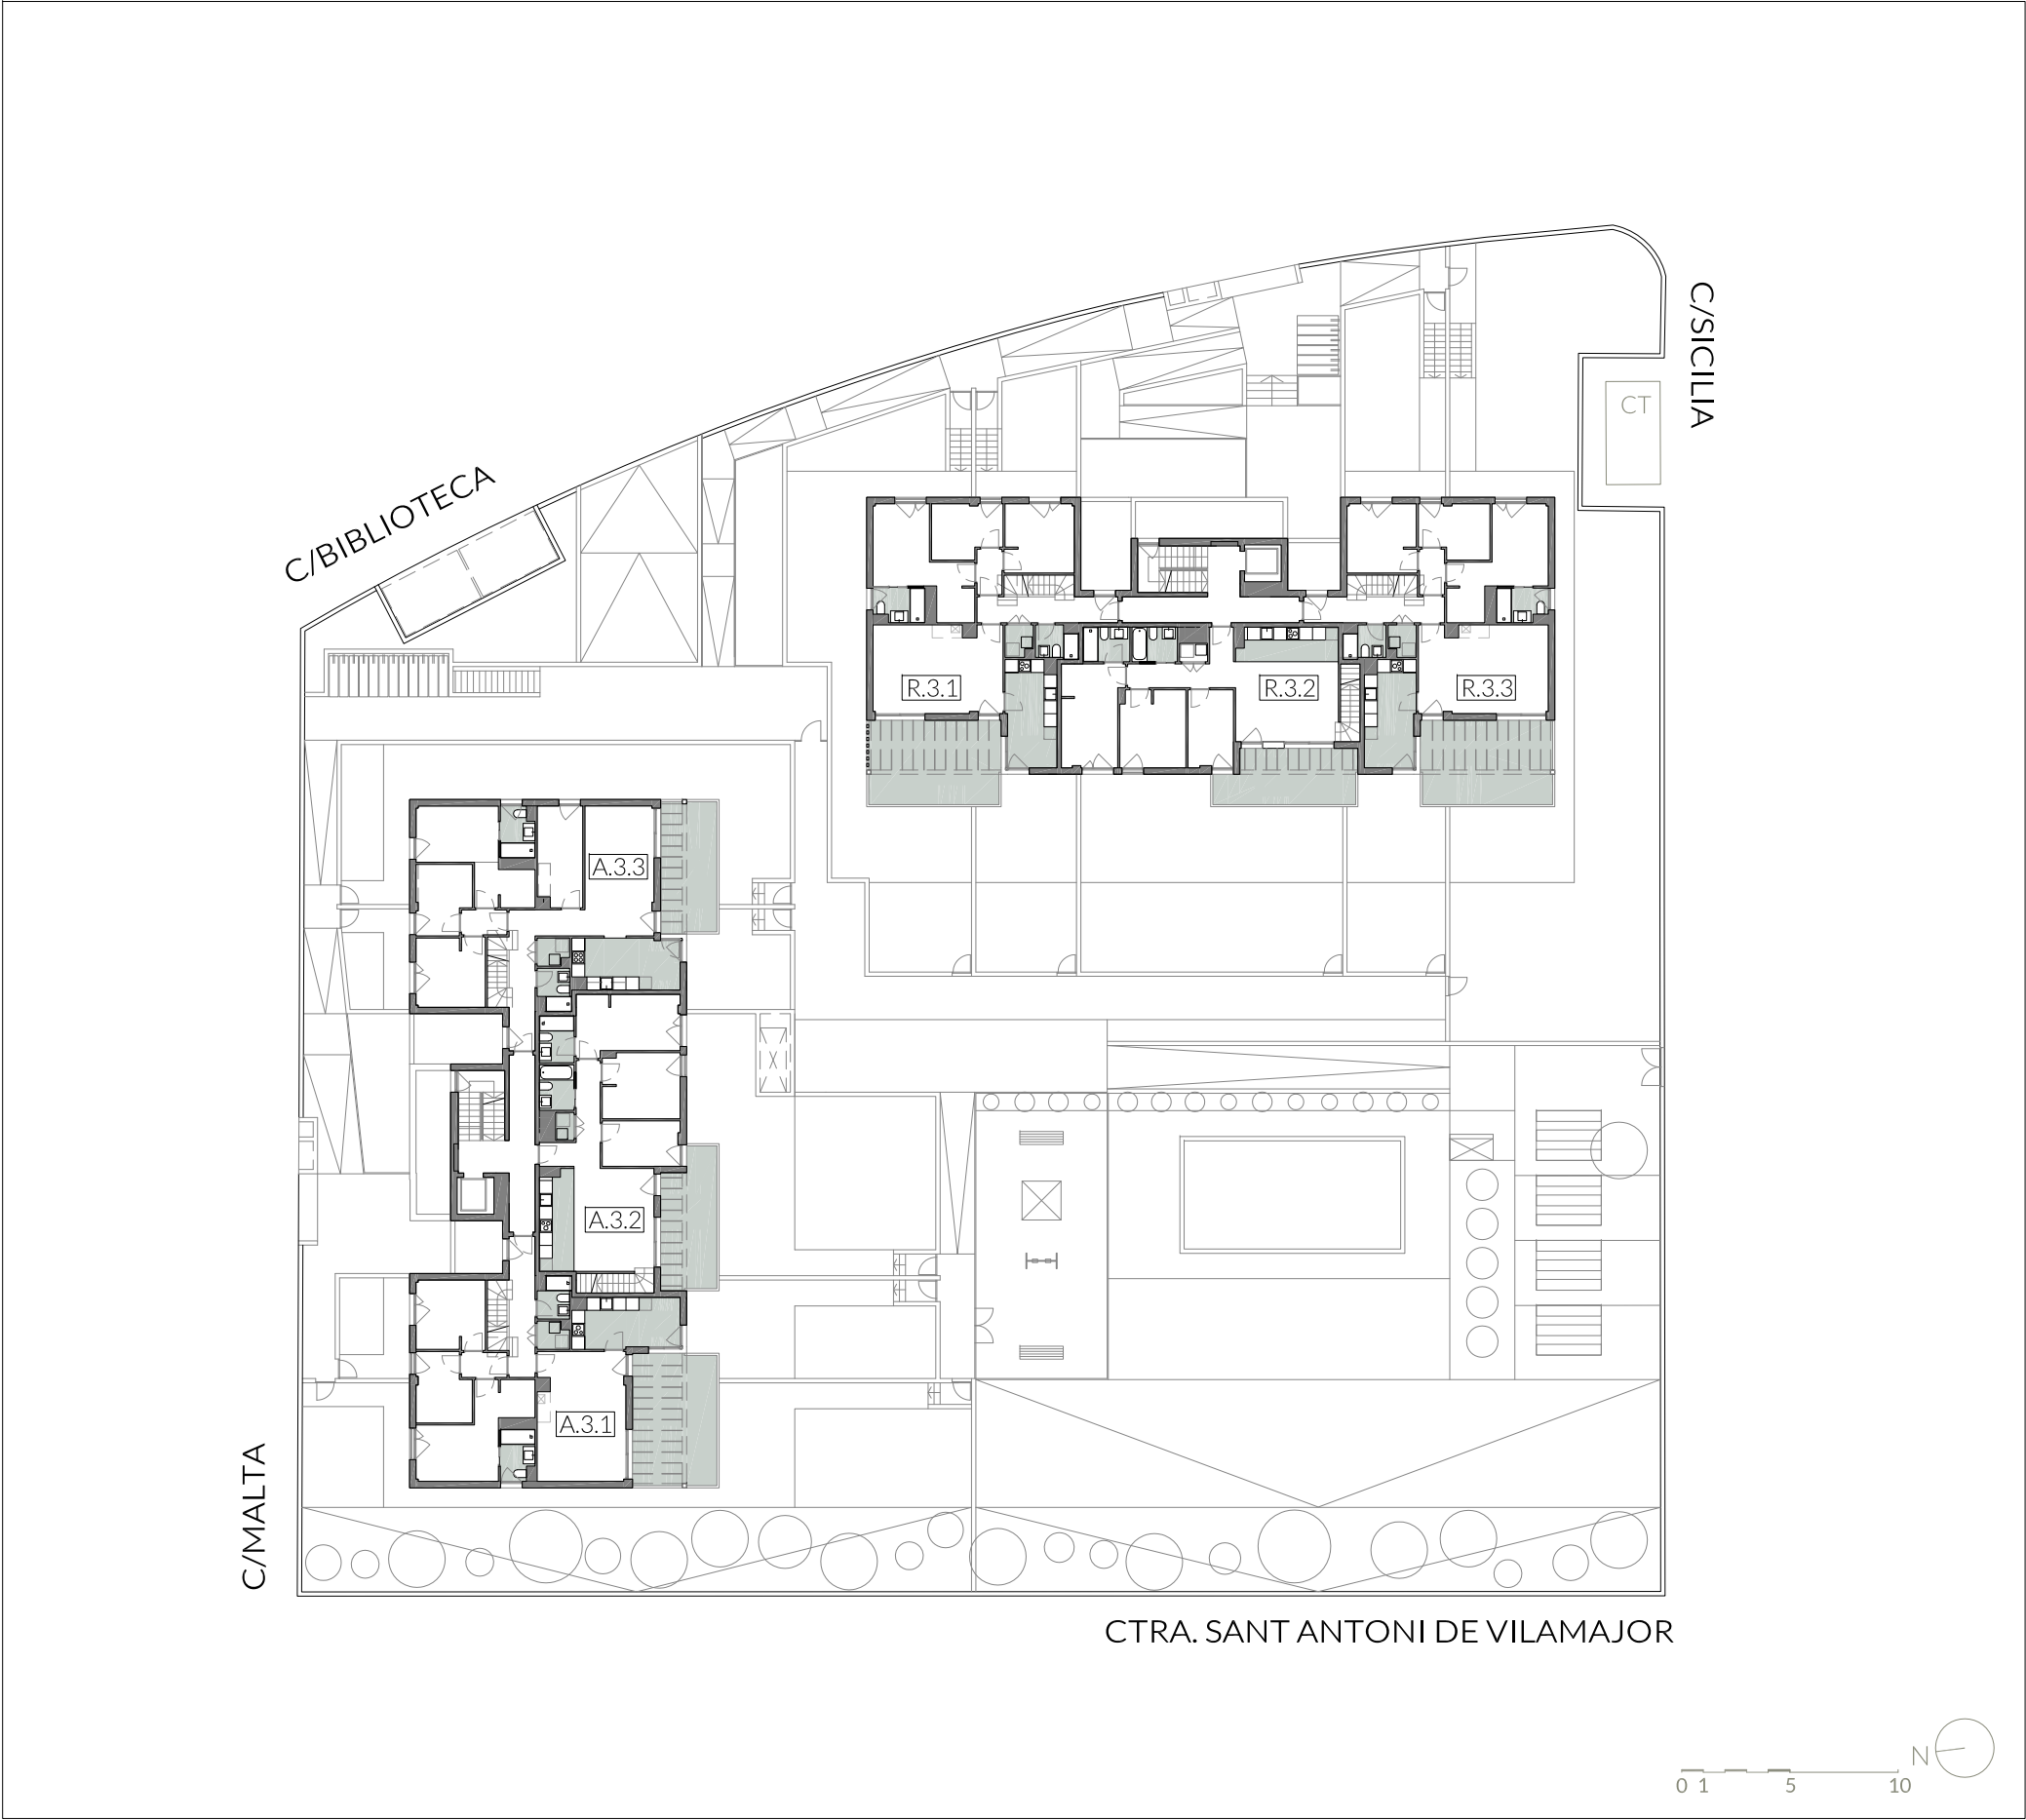 C/SICILIA
CT
C/BIBLIOTECA
R.3.1
R.3.2
R.3.3
A.3.3
A.3.2
A.3.1
C/MALTA
CTRA. SANT ANTONI DE VILAMAJOR
N
0 1 5 10